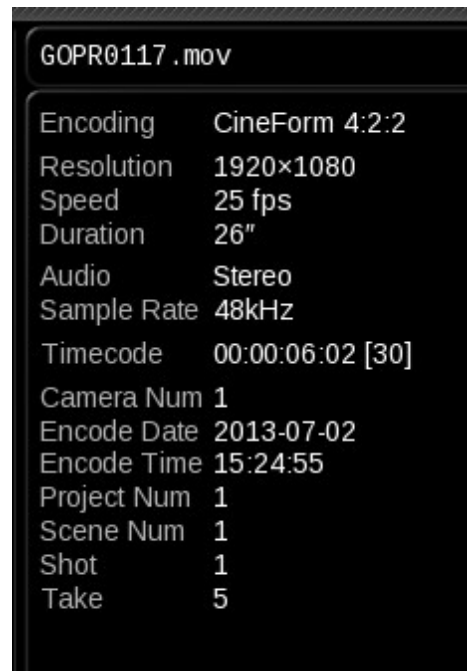 GOPR0117.mov
Encoding CineForm 4:2:2
Resolution 1920×1080
Speed 25 fps
Duration 26″
Audio Stereo
Sample Rate 48kHz
Timecode 00:00:06:02 [30]
Camera Num 1
Encode Date 2013-07-02
Encode Time 15:24:55
Project Num 1
Scene Num 1
Shot 1
Take 5